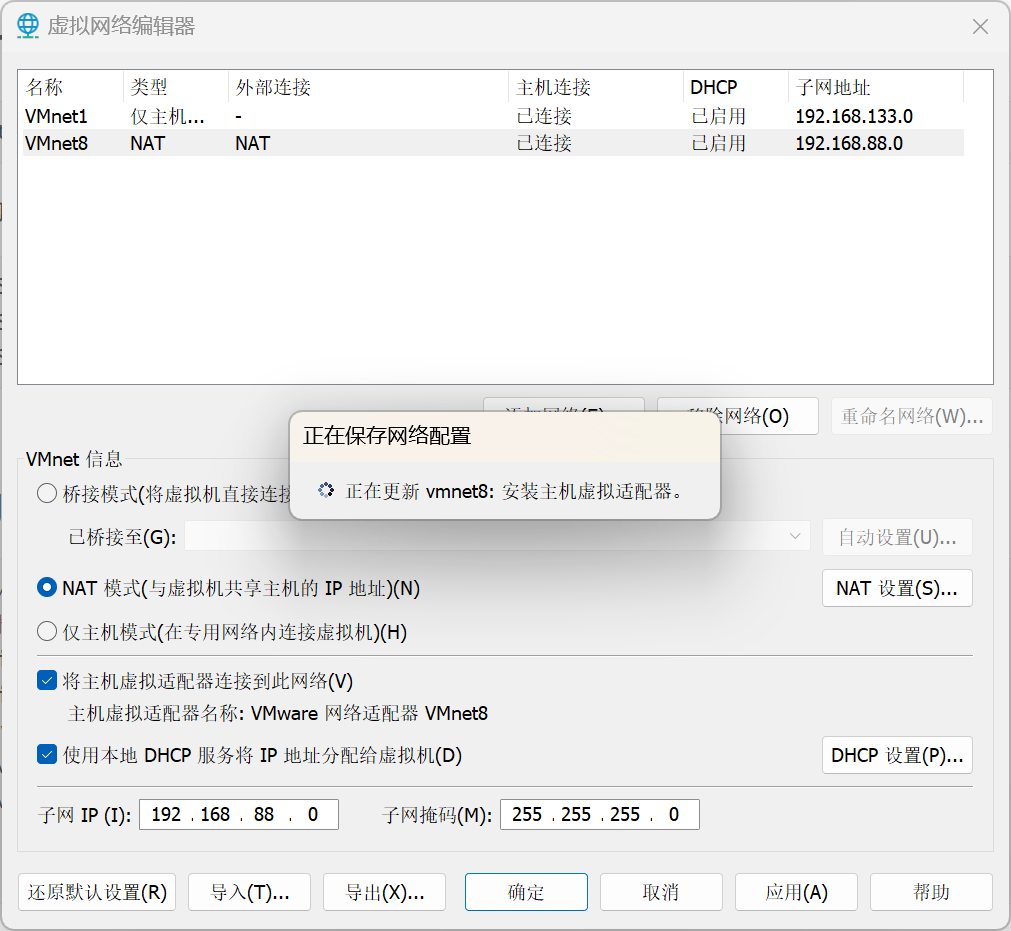 虚拟网络编辑器
名称 类型 外部连接 主机连接 DHCP 子网地址
VMnet1 仅主机... - 已连接 已启用 192.168.133.0
VMnet8 NAT NAT 已连接 已启用 192.168.88.0
网络(O) 重命名网络(W)...
正在保存网络配置
正在更新 vmnet8: 安装主机虚拟适配器。
VMnet 信息
桥接模式(将虚拟机直接连接
已桥接至(G): 自动设置(U)...
NAT 模式(与虚拟机共享主机的 IP 地址)(N) NAT 设置(S)...
仅主机模式(在专用网络内连接虚拟机)(H)
将主机虚拟适配器连接到此网络(V)
主机虚拟适配器名称: VMware 网络适配器 VMnet8
使用本地 DHCP 服务将 IP 地址分配给虚拟机(D) DHCP 设置(P)...
子网 IP (I): 192 . 168 . 88 . 0 子网掩码(M): 255 . 255 . 255 . 0
还原默认设置(R) 导入(T)... 导出(X)... 确定 取消 应用(A) 帮助